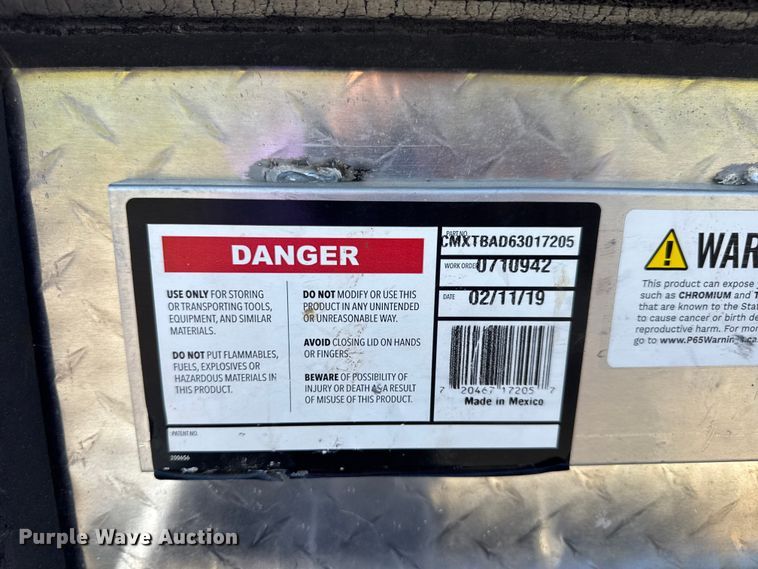 DANGER
USE ONLY FOR STORING
OR TRANSPORTING TOOLS,
EQUIPMENT, AND SIMILAR
MATERIALS.
DO NOT PUT FLAMMABLES,
FUELS, EXPLOSIVES OR
HAZARDOUS MATERIALS IN
THIS PRODUCT.
DO NOT MODIFY OR USE THIS
PRODUCT IN ANY UNINTENDED
OR UNREASONABLE WAY.
AVOID CLOSING LID ON HANDS
OR FINGERS.
BEWARE OF POSSIBILITY OF
INJURY OR DEATH AS A RESULT
OF MISUSE OF THIS PRODUCT.
PATENT NO.
200656
PART NO.
CMXTBAD63017205
WORK ORDER 0710942
DATE 02/11/19
7 20467 17205 7
Made in Mexico
WAR
This product can expose
such as CHROMIUM and
that are known to the Sta
to cause cancer or birth de
reproductive harm. For mor
go to www.P65Warnin
Purple Wave Auction